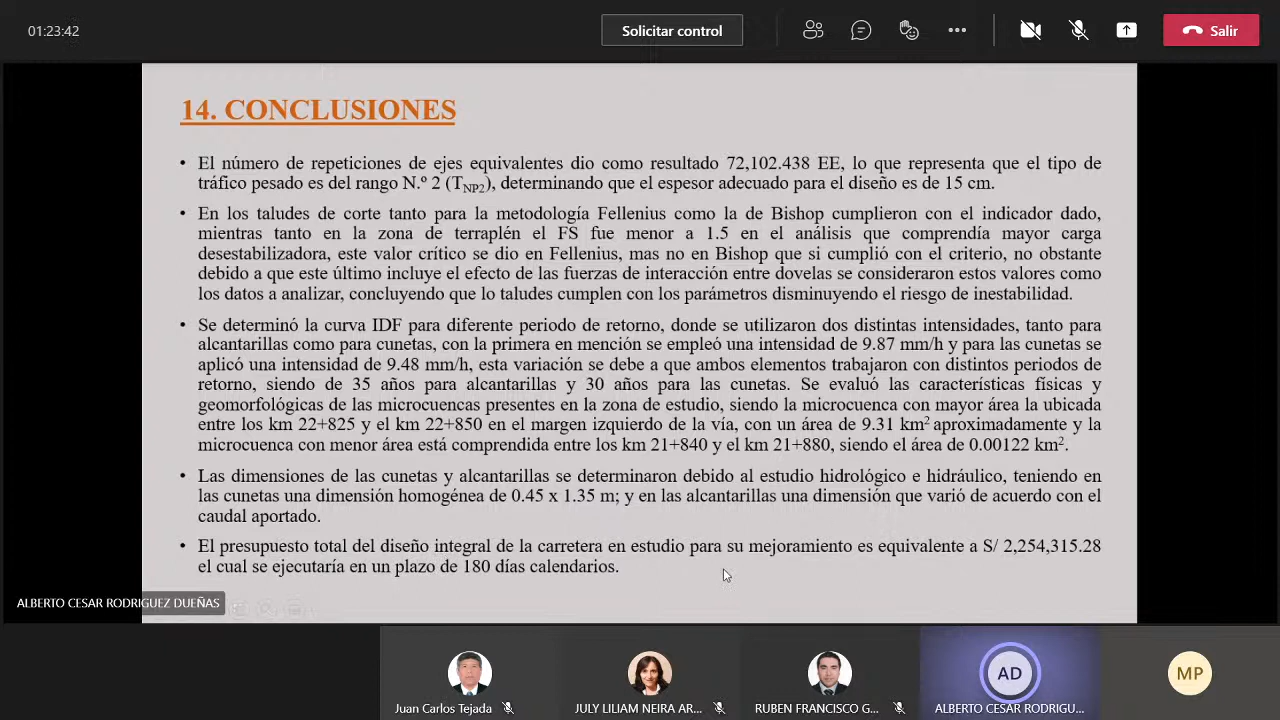 01:23:42
Solicitar control
Salir
14. CONCLUSIONES
• El número de repeticiones de ejes equivalentes dio como resultado 72,102.438 EE, lo que representa que el tipo de
tráfico pesado es del rango N.º 2 (TNP2), determinando que el espesor adecuado para el diseño es de 15 cm.
• En los taludes de corte tanto para la metodología Fellenius como la de Bishop cumplieron con el indicador dado,
mientras tanto en la zona de terraplén el FS fue menor a 1.5 en el análisis que comprendía mayor carga
desestabilizadora, este valor crítico se dio en Fellenius, mas no en Bishop que si cumplió con el criterio, no obstante
debido a que este último incluye el efecto de las fuerzas de interacción entre dovelas se consideraron estos valores como
los datos a analizar, concluyendo que lo taludes cumplen con los parámetros disminuyendo el riesgo de inestabilidad.
• Se determinó la curva IDF para diferente periodo de retorno, donde se utilizaron dos distintas intensidades, tanto para
alcantarillas como para cunetas, con la primera en mención se empleó una intensidad de 9.87 mm/h y para las cunetas se
aplicó una intensidad de 9.48 mm/h, esta variación se debe a que ambos elementos trabajaron con distintos periodos de
retorno, siendo de 35 años para alcantarillas y 30 años para las cunetas. Se evaluó las características físicas y
geomorfológicas de las microcuencas presentes en la zona de estudio, siendo la microcuenca con mayor área la ubicada
entre los km 22+825 y el km 22+850 en el margen izquierdo de la vía, con un área de 9.31 km² aproximadamente y la
microcuenca con menor área está comprendida entre los km 21+840 y el km 21+880, siendo el área de 0.00122 km².
• Las dimensiones de las cunetas y alcantarillas se determinaron debido al estudio hidrológico e hidráulico, teniendo en
las cunetas una dimensión homogénea de 0.45 x 1.35 m; y en las alcantarillas una dimensión que varió de acuerdo con el
caudal aportado.
• El presupuesto total del diseño integral de la carretera en estudio para su mejoramiento es equivalente a S/ 2,254,315.28
el cual se ejecutaría en un plazo de 180 días calendarios.
ALBERTO CESAR RODRIGUEZ DUEÑAS
AD
MP
Juan Carlos Tejada
JULY LILIAM NEIRA AR...
RUBEN FRANCISCO G...
ALBERTO CESAR RODRIGU...